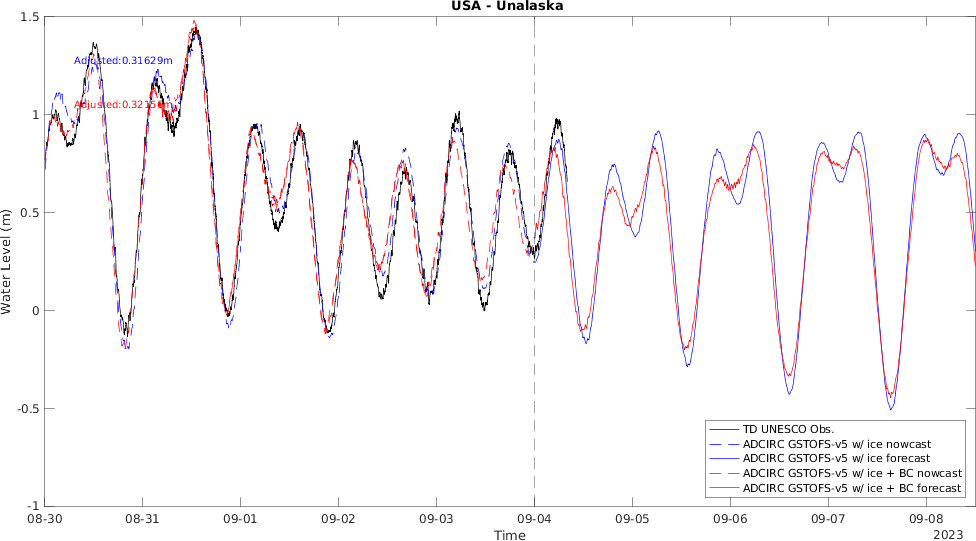 USA - Unalaska
Water Level (m)
1.5
1
0.5
0
-0.5
-1
Adjusted:0.31629m
Adjusted:0.32156m
TD UNESCO Obs.
ADCIRC GSTOFS-v5 w/ ice nowcast
ADCIRC GSTOFS-v5 w/ ice forecast
ADCIRC GSTOFS-v5 w/ ice + BC nowcast
ADCIRC GSTOFS-v5 w/ ice + BC forecast
08-30 08-31 09-01 09-02 09-03 09-04 09-05 09-06 09-07 09-08
Time
2023